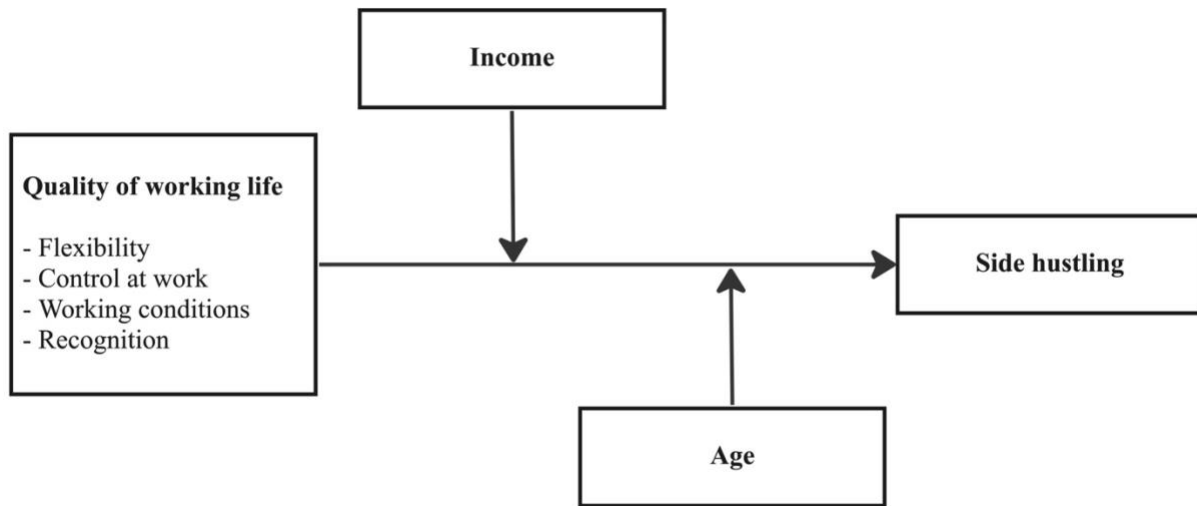 Income
Quality of working life
- Flexibility
- Control at work
- Working conditions
- Recognition
Side hustling
Age